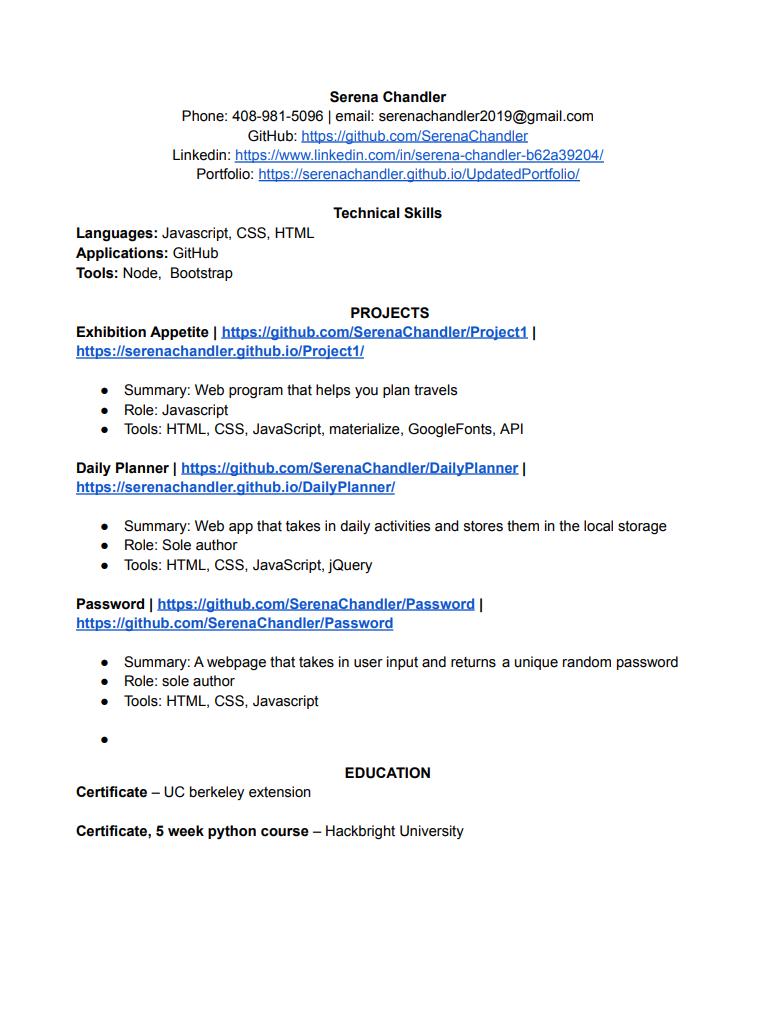 Serena Chandler
Phone: 408-981-5096 | email: serenachandler2019@gmail.com
GitHub: https://github.com/SerenaChandler
Linkedin: https://www.linkedin.com/in/serena-chandler-b62a39204/
Portfolio: https://serenachandler.github.io/UpdatedPortfolio/
Technical Skills
Languages: Javascript, CSS, HTML
Applications: GitHub
Tools: Node, Bootstrap
PROJECTS
Exhibition Appetite | https://github.com/SerenaChandler/Project1 |
https://serenachandler.github.io/Project1/
● Summary: Web program that helps you plan travels
● Role: Javascript
● Tools: HTML, CSS, JavaScript, materialize, GoogleFonts, API
Daily Planner | https://github.com/SerenaChandler/DailyPlanner |
https://serenachandler.github.io/DailyPlanner/
● Summary: Web app that takes in daily activities and stores them in the local storage
● Role: Sole author
● Tools: HTML, CSS, JavaScript, jQuery
Password | https://github.com/SerenaChandler/Password |
https://github.com/SerenaChandler/Password
● Summary: A webpage that takes in user input and returns a unique random password
● Role: sole author
● Tools: HTML, CSS, Javascript
●
EDUCATION
Certificate – UC berkeley extension
Certificate, 5 week python course – Hackbright University